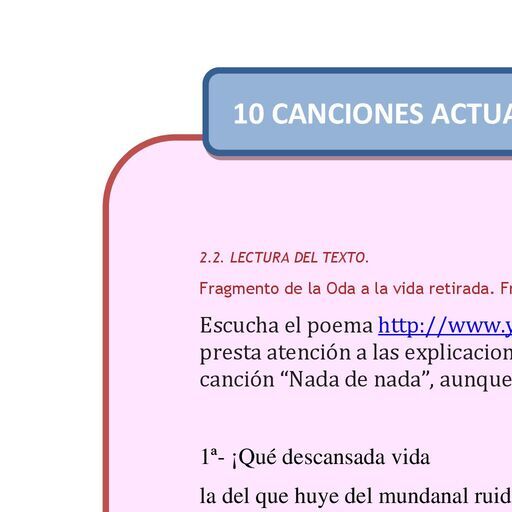 10 CANCIONES ACTUA
2.2. LECTURA DEL TEXTO.
Fragmento de la Oda a la vida retirada. Fr
Escucha el poema http://www.y
presta atención a las explicacion
canción “Nada de nada”, aunque
1ª- ¡Qué descansada vida
la del que huye del mundanal ruid